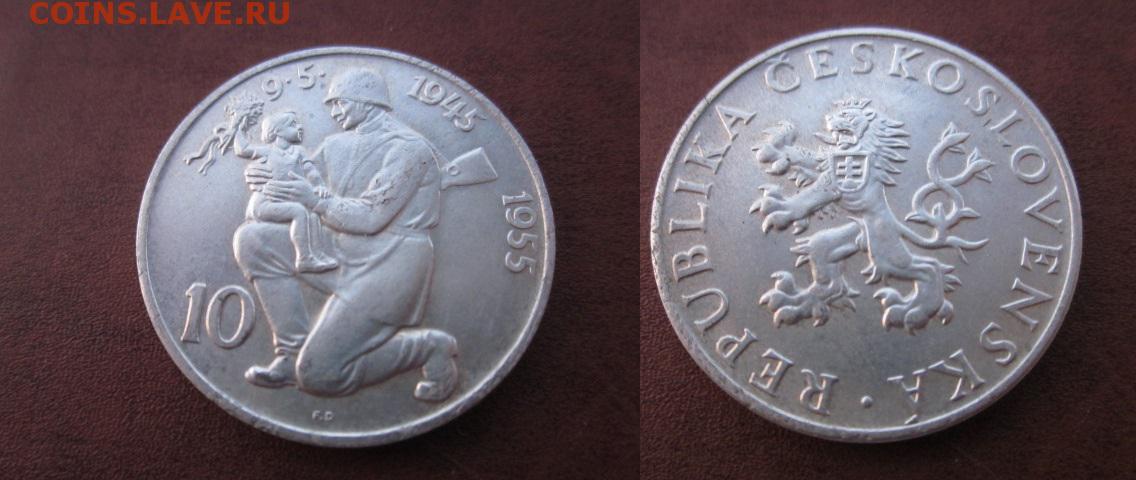 COINS.LAVE.RU
9·5·
1945
1955
10
REPUBLIKA ČESKOSLOVENSKÁ ·